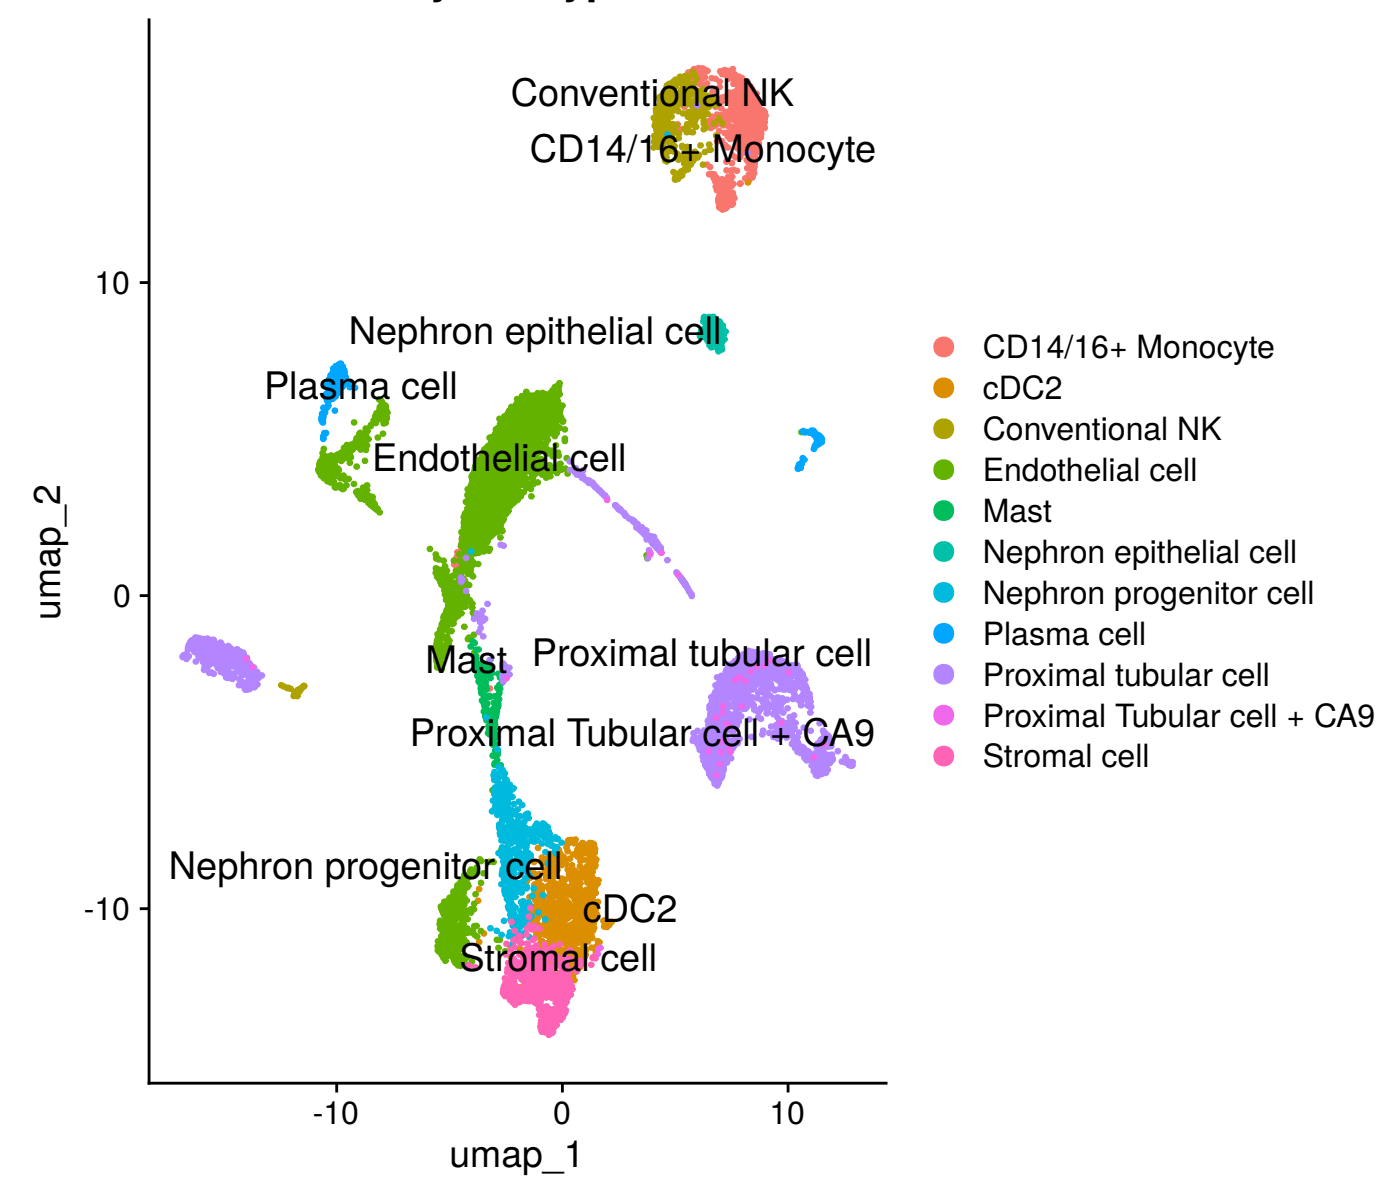 Conventional NK
CD14/16+ Monocyte
10
Nephron epithelial cell
Plasma cell
Endothelial cell
umap_2
0
Mast
Proximal tubular cell
Proximal Tubular cell + CA9
Nephron progenitor cell
-10
cDC2
Stromal cell
-10
0
10
umap_1
CD14/16+ Monocyte
cDC2
Conventional NK
Endothelial cell
Mast
Nephron epithelial cell
Nephron progenitor cell
Plasma cell
Proximal tubular cell
Proximal Tubular cell + CA9
Stromal cell